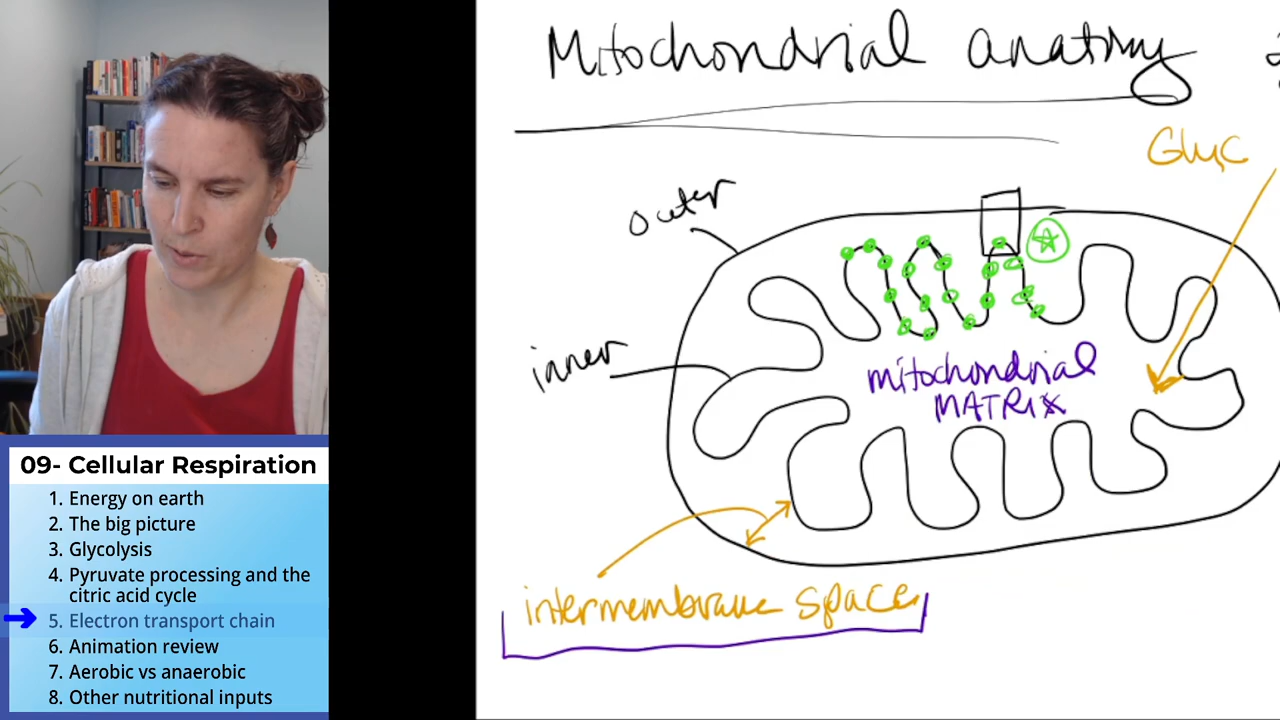 Mitochondrial anatomy
Glyc
outer
inner
mitochondrial
MATRIX
intermembrane space
09- Cellular Respiration
1. Energy on earth
2. The big picture
3. Glycolysis
4. Pyruvate processing and the
citric acid cycle
5. Electron transport chain
6. Animation review
7. Aerobic vs anaerobic
8. Other nutritional inputs